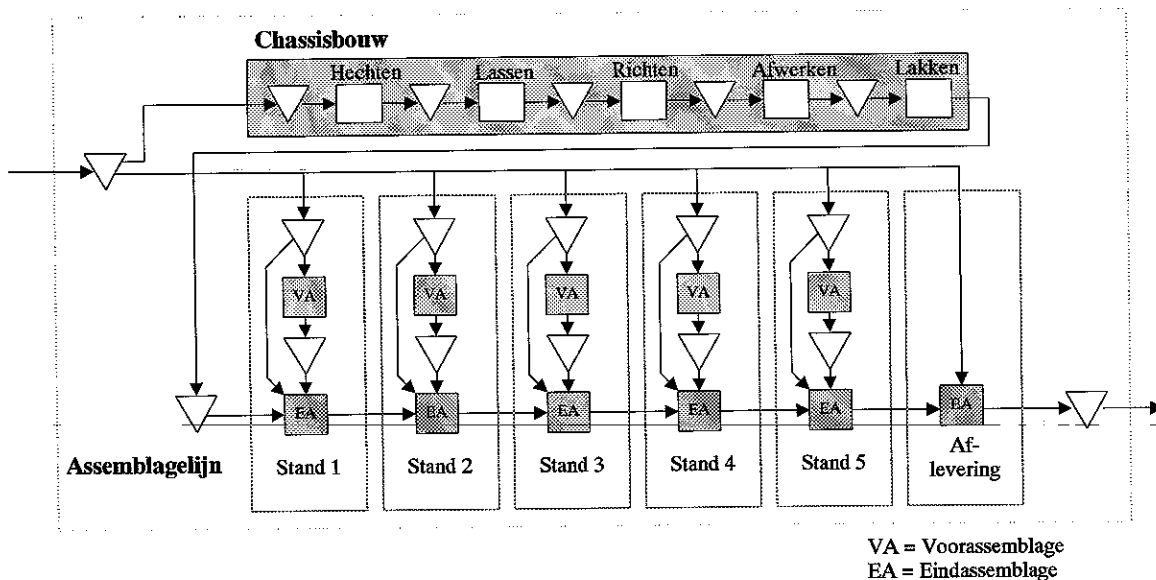 Chassisbouw
Hechten
Lassen
Richten
Afwerken
Lakken
VA
VA
VA
VA
VA
EA
EA
EA
EA
EA
EA
Assemblagelijn
Stand 1
Stand 2
Stand 3
Stand 4
Stand 5
Af-
levering
VA = Voorassemblage
EA = Eindassemblage